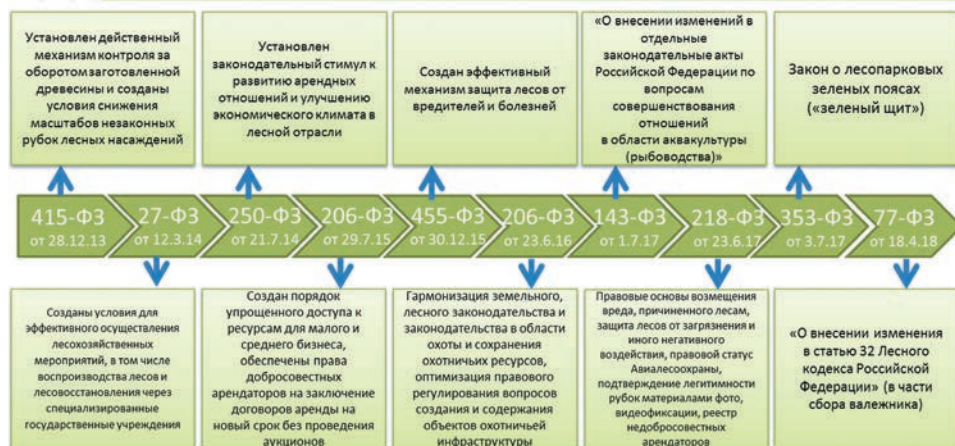 Установлен действенный
механизм контроля за
оборотом заготовленной
древесины и созданы
условия снижения
масштабов незаконных
рубок лесных насаждений
Установлен
законодательный стимул к
развитию арендных
отношений и улучшению
экономического климата в
лесной отрасли
Создан эффективный
механизм защита лесов от
вредителей и болезней
«О внесении изменений в
отдельные
законодательные акты
Российской Федерации по
вопросам
совершенствования
отношений
в области аквакультуры
(рыбоводства)»
Закон о лесопарковых
зеленых поясах
(«зеленый щит»)
415-ФЗ
от 28.12.13
27-ФЗ
от 12.3.14
250-ФЗ
от 21.7.14
206-ФЗ
от 29.7.15
455-ФЗ
от 30.12.15
206-ФЗ
от 23.6.16
143-ФЗ
от 1.7.17
218-ФЗ
от 23.6.17
353-ФЗ
от 3.7.17
77-ФЗ
от 18.4.18
Созданы условия для
эффективного осуществления
лесохозяйственных
мероприятий, в том числе
воспроизводства лесов и
лесовосстановления через
специализированные
государственные учреждения
Создан порядок
упрощенного доступа к
ресурсам для малого и
среднего бизнеса,
обеспечены права
добросовестных
арендаторов на заключение
договоров аренды на
новый срок без проведения
аукционов
Гармонизация земельного,
лесного законодательства и
законодательства в области
охоты и сохранения
охотничьих ресурсов,
оптимизация правового
регулирования вопросов
создания и содержания
объектов охотничьей
инфраструктуры
Правовые основы возмещения
вреда, причиненного лесам,
защита лесов от загрязнения и
иного негативного
воздействия, правовой статус
Авиалесоохраны,
подтверждение легитимности
рубок материалами фото,
видеофиксации, реестр
недобросовестных
арендаторов
«О внесении изменения
в статью 32 Лесного
кодекса Российской
Федерации» (в части
сбора валежника)